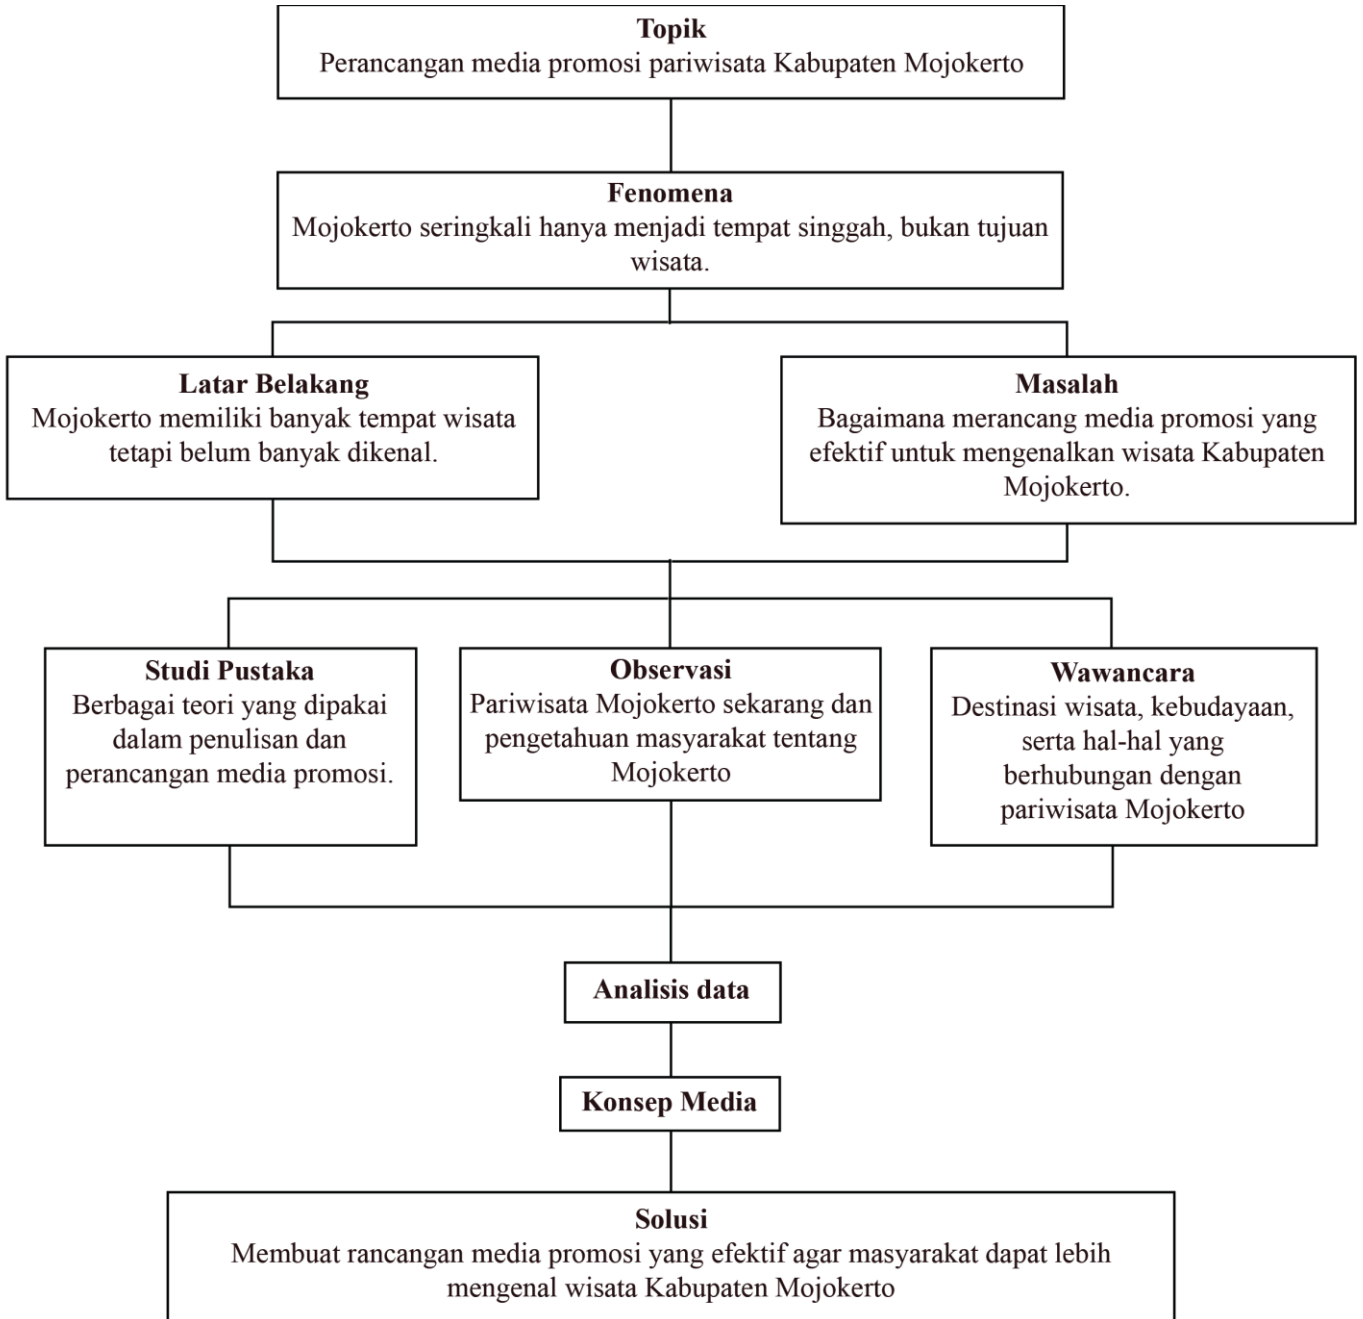 Topik
Perancangan media promosi pariwisata Kabupaten Mojokerto
Fenomena
Mojokerto seringkali hanya menjadi tempat singgah, bukan tujuan
wisata.
Latar Belakang
Mojokerto memiliki banyak tempat wisata
tetapi belum banyak dikenal.
Masalah
Bagaimana merancang media promosi yang
efektif untuk mengenalkan wisata Kabupaten
Mojokerto.
Studi Pustaka
Berbagai teori yang dipakai
dalam penulisan dan
perancangan media promosi.
Observasi
Pariwisata Mojokerto sekarang dan
pengetahuan masyarakat tentang
Mojokerto
Wawancara
Destinasi wisata, kebudayaan,
serta hal-hal yang
berhubungan dengan
pariwisata Mojokerto
Analisis data
Konsep Media
Solusi
Membuat rancangan media promosi yang efektif agar masyarakat dapat lebih
mengenal wisata Kabupaten Mojokerto